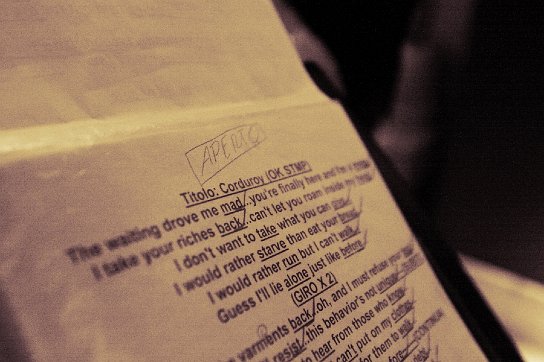 APERTO
Titolo: Corduroy (OK STMP)
The waiting drove me mad...you're finally here and I'm a
I take your riches back...can't let you roam inside my
I don't want to take what you can
I would rather starve than eat your
I would rather run but I can't walk
Guess I'll lie alone just like before
(GIRO X 2)
varments back/oh, and I must refuse your
resist...this behavior's not
hear from those who
can't put on my
them to